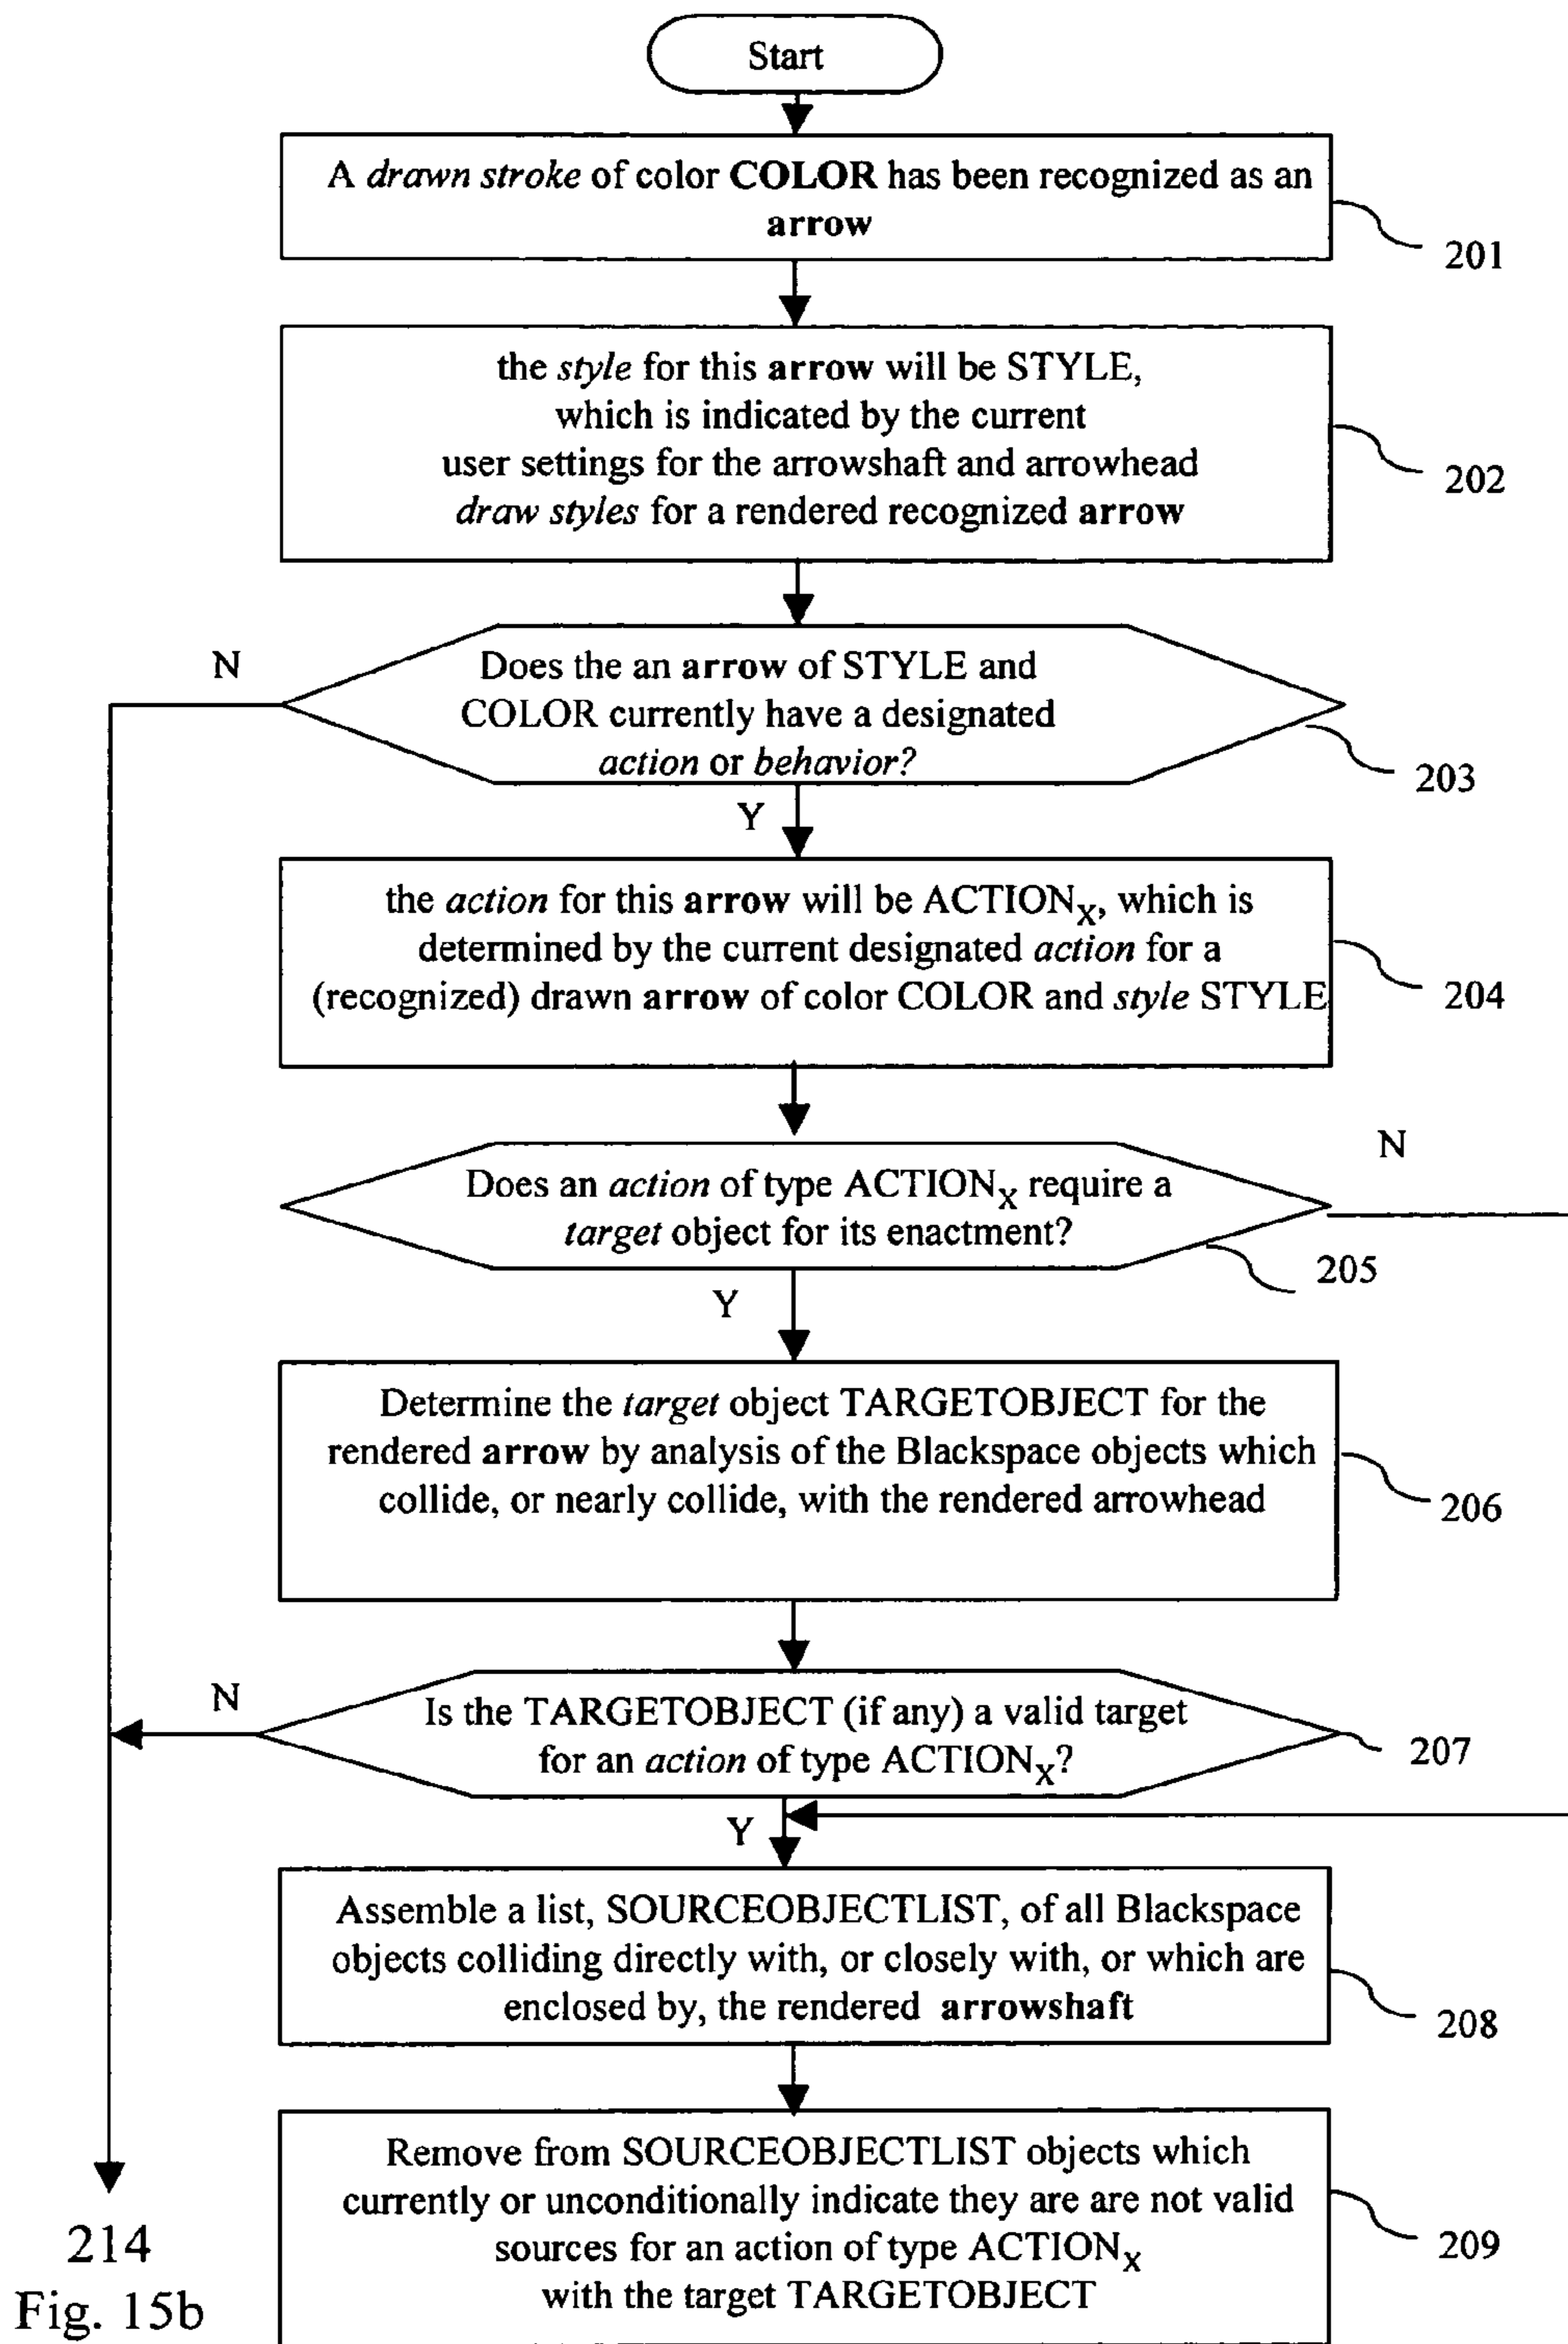 Start
A drawn stroke of color COLOR has been recognized as an
arrow
201
the style for this arrow will be STYLE,
which is indicated by the current
user settings for the arrowshaft and arrowhead
draw styles for a rendered recognized arrow
202
N
Does the an arrow of STYLE and
COLOR currently have a designated
action or behavior?
203
Y
the action for this arrow will be ACTIONX, which is
determined by the current designated action for a
(recognized) drawn arrow of color COLOR and style STYLE
204
N
Does an action of type ACTIONX require a
target object for its enactment?
205
Y
Determine the target object TARGETOBJECT for the
rendered arrow by analysis of the Blackspace objects which
collide, or nearly collide, with the rendered arrowhead
206
N
Is the TARGETOBJECT (if any) a valid target
for an action of type ACTIONX?
207
Y
Assemble a list, SOURCEOBJECTLIST, of all Blackspace
objects colliding directly with, or closely with, or which are
enclosed by, the rendered arrowshaft
208
Remove from SOURCEOBJECTLIST objects which
currently or unconditionally indicate they are are not valid
sources for an action of type ACTIONX
with the target TARGETOBJECT
209
214
Fig. 15b